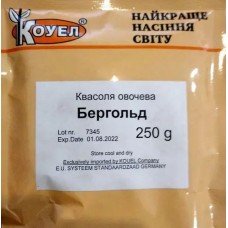 КОУЕЛ
НАЙКРАЩЕ
НАСІННЯ
СВІТУ
Квасоля овочева
Бергольд
Lot nr. 7345
Exp.Date 01.08.2022
250 g
Store cool and dry
Exclusively imported by KOUEL Company
E.U. SYSTEEM STANDAARDZAAD GERMANY